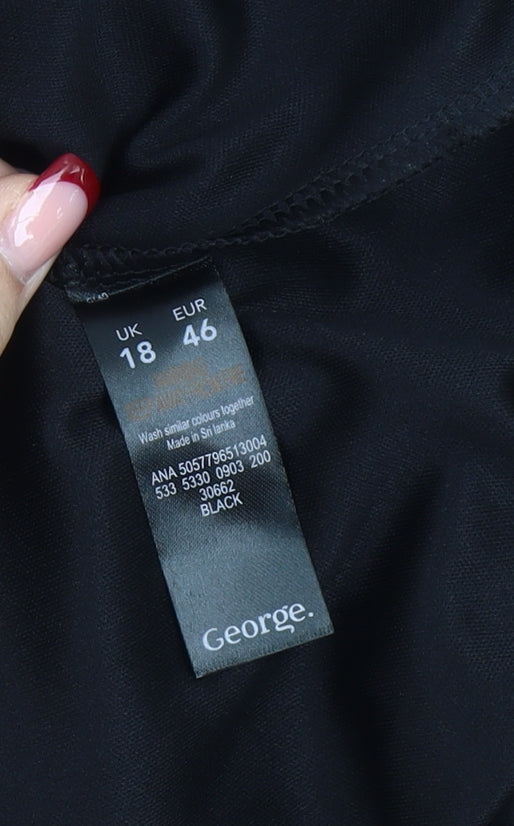 UK EUR
18 46
Wash similar colours together
Made in Sri lanka
ANA 5057796513004
533 5330 0903 200
30662
BLACK
George.